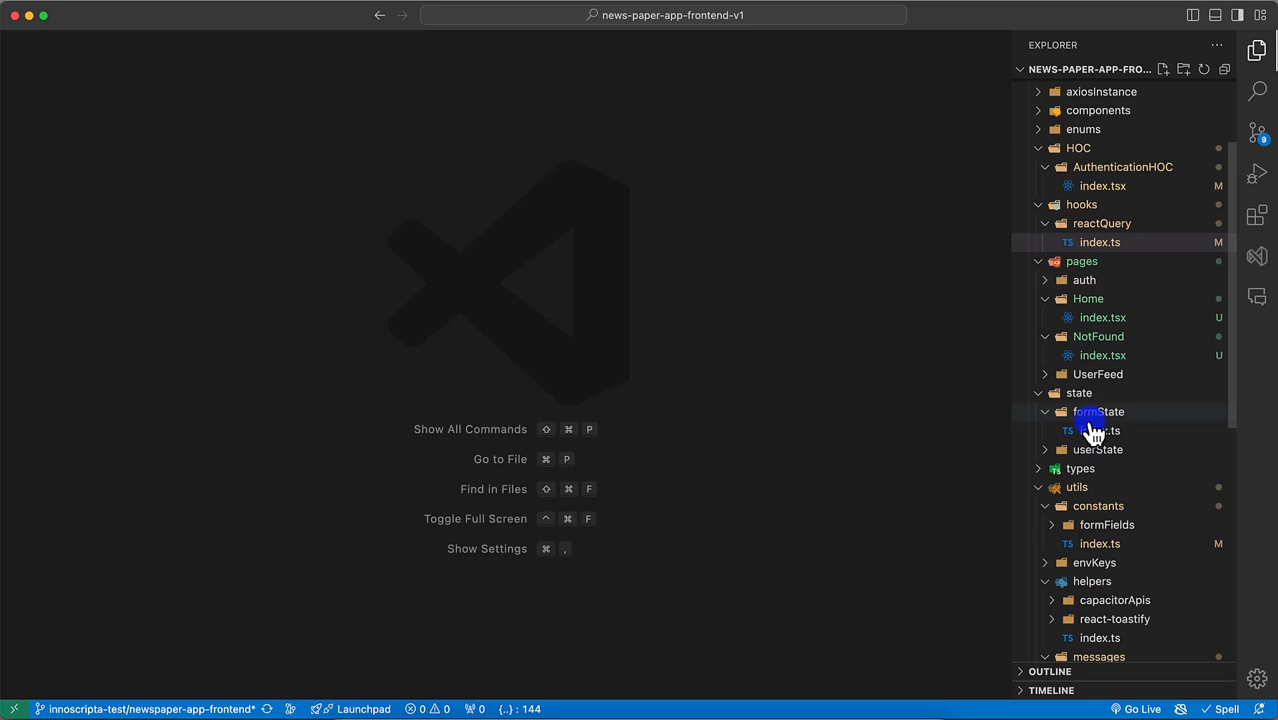 news-paper-app-frontend-v1
EXPLORER
NEWS-PAPER-APP-FRO...
axiosInstance
components
enums
HOC
AuthenticationHOC
index.tsx M
hooks
reactQuery
TS index.ts M
pages
auth
Home
index.tsx U
NotFound
index.tsx U
UserFeed
state
formState
TS
userState
TS types
utils
constants
formFields
TS index.ts M
envKeys
helpers
capacitorApis
react-toastify
TS index.ts
messages
OUTLINE
TIMELINE
9
Show All Commands ⇧ ⌘ P
Go to File ⌘ P
Find in Files ⇧ ⌘ F
Toggle Full Screen ^ ⌘ F
Show Settings ⌘ ,
innoscripta-test/newspaper-app-frontend* Launchpad 0 0 0 {..} : 144 Go Live Spell